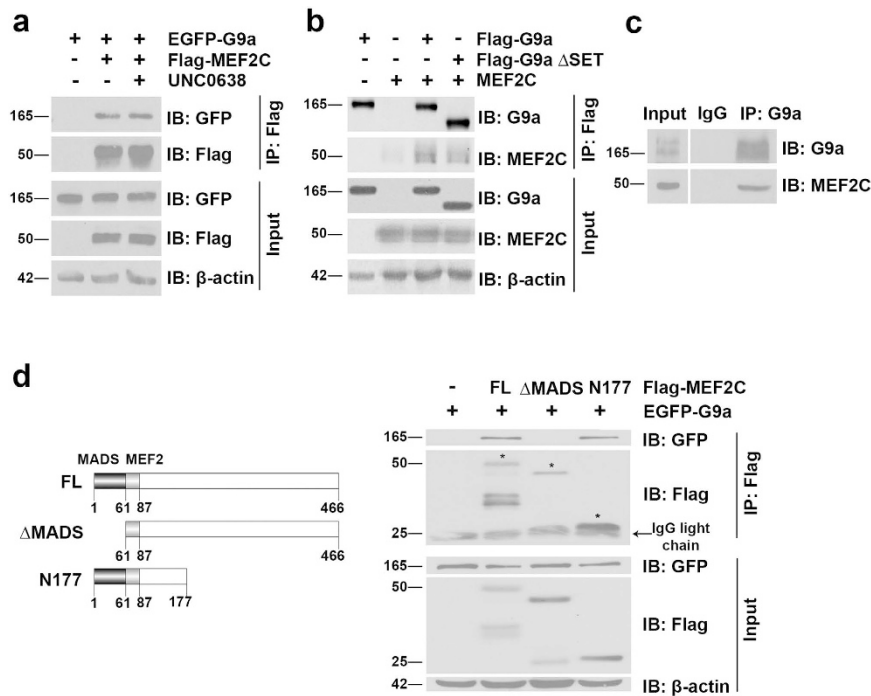 a
+ + + EGFP-G9a
- + + Flag-MEF2C
- - + UNC0638
165— IB: GFP
50— IB: Flag
IP: Flag
165— IB: GFP
50— IB: Flag
42— IB: β-actin
Input
b
+ - + - Flag-G9a
- - - + Flag-G9a ΔSET
- + + + MEF2C
165— IB: G9a
50— IB: MEF2C
IP: Flag
165— IB: G9a
50— IB: MEF2C
42— IB: β-actin
Input
c
Input IgG IP: G9a
165— IB: G9a
50— IB: MEF2C
d
MADS MEF2
FL
1 61 87 466
ΔMADS
61 87 466
N177
1 61 87 177
- FL ΔMADS N177 Flag-MEF2C
+ + + + EGFP-G9a
165— IB: GFP
50— * *
IB: Flag
*
25— IgG light
chain
IP: Flag
165— IB: GFP
50—
IB: Flag
25—
42— IB: β-actin
Input